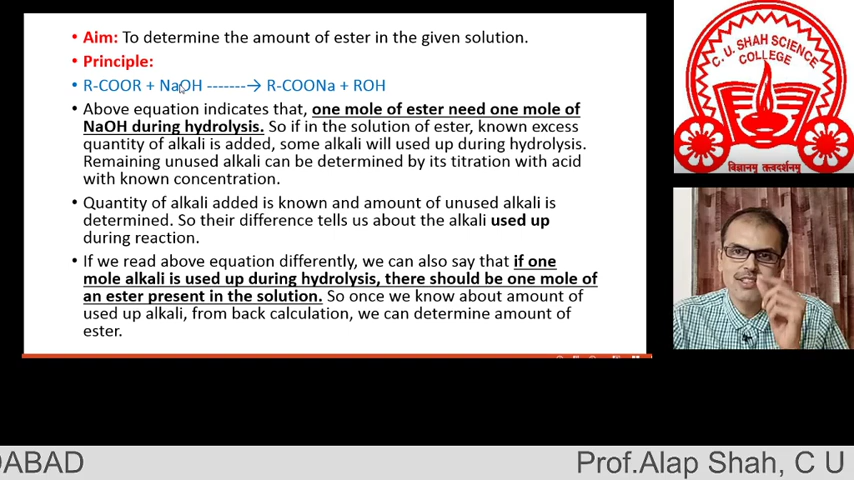 • Aim: To determine the amount of ester in the given solution.
• Principle:
• R-COOR + NaOH -------→ R-COONa + ROH
• Above equation indicates that, one mole of ester need one mole of
NaOH during hydrolysis. So if in the solution of ester, known excess
quantity of alkali is added, some alkali will used up during hydrolysis.
Remaining unused alkali can be determined by its titration with acid
with known concentration.
• Quantity of alkali added is known and amount of unused alkali is
determined. So their difference tells us about the alkali used up
during reaction.
• If we read above equation differently, we can also say that if one
mole alkali is used up during hydrolysis, there should be one mole of
an ester present in the solution. So once we know about amount of
used up alkali, from back calculation, we can determine amount of
ester.
C. U. SHAH SCIENCE
COLLEGE
विज्ञानम् तत्वदर्शनम्
DABAD
Prof.Alap Shah, C U